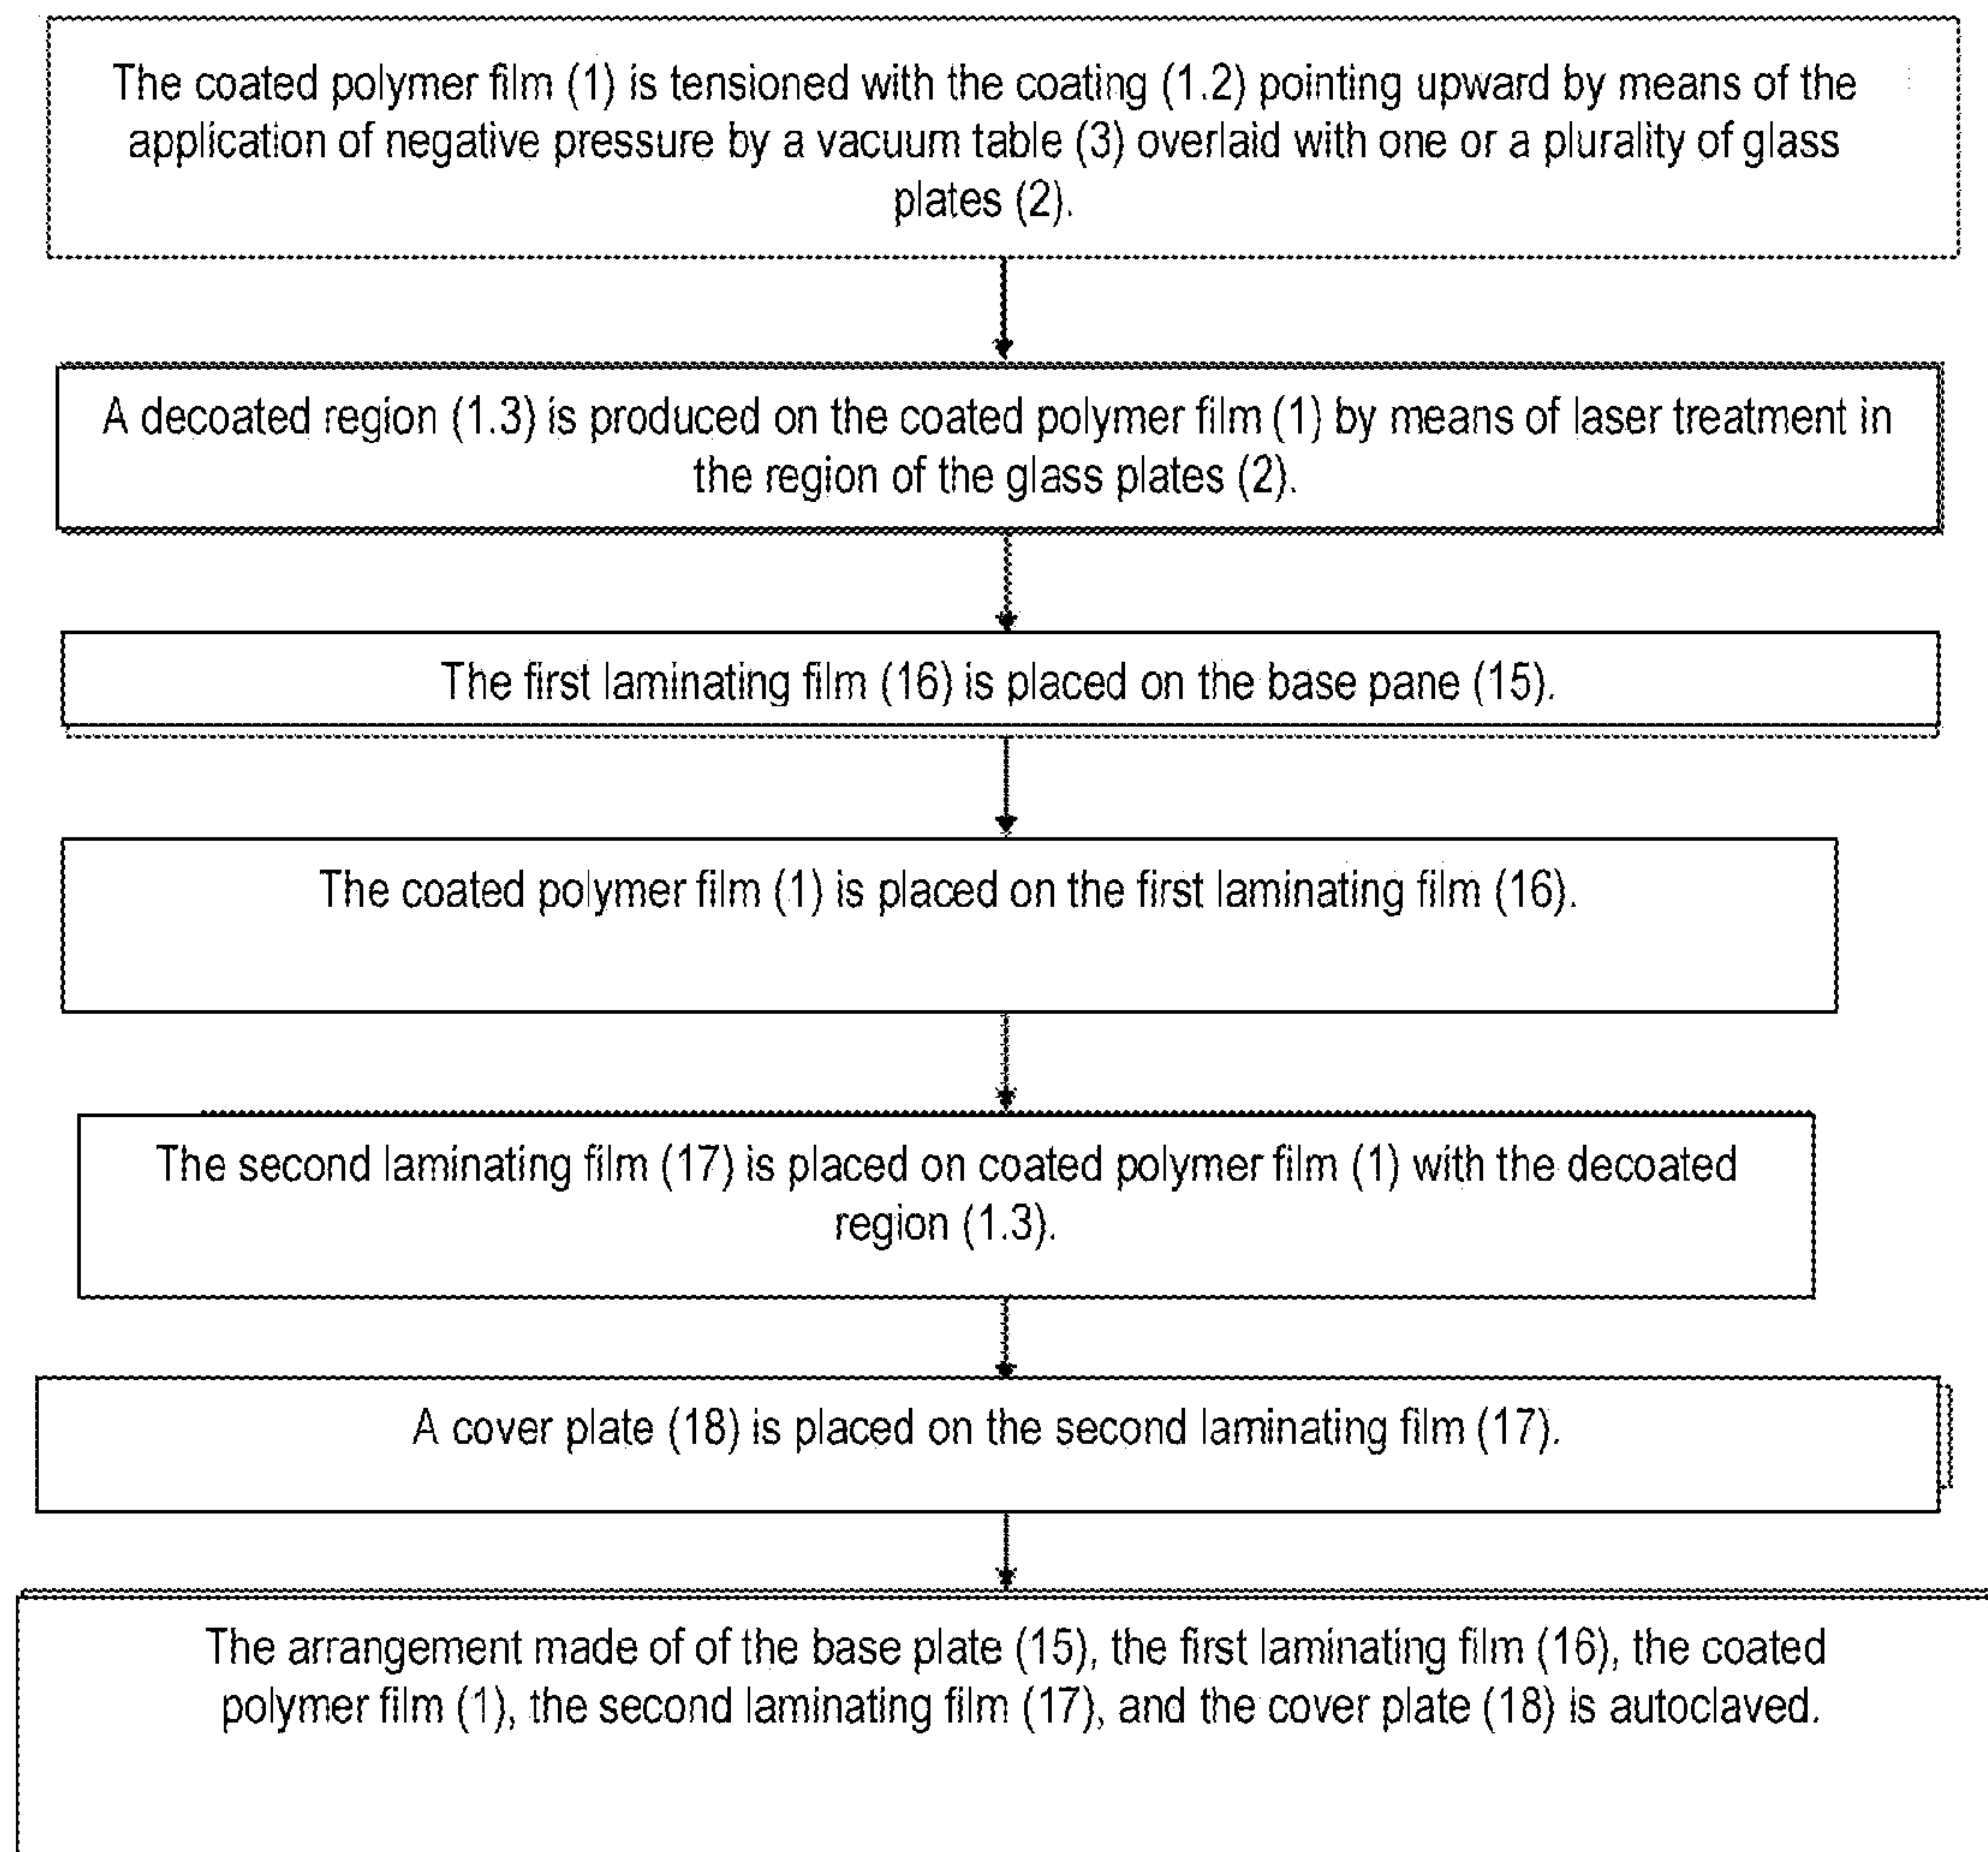 The coated polymer film (1) is tensioned with the coating (1.2) pointing upward by means of the
application of negative pressure by a vacuum table (3) overlaid with one or a plurality of glass
plates (2).
A decoated region (1.3) is produced on the coated polymer film (1) by means of laser treatment in
the region of the glass plates (2).
The first laminating film (16) is placed on the base pane (15).
The coated polymer film (1) is placed on the first laminating film (16).
The second laminating film (17) is placed on coated polymer film (1) with the decoated
region (1.3).
A cover plate (18) is placed on the second laminating film (17).
The arrangement made of of the base plate (15), the first laminating film (16), the coated
polymer film (1), the second laminating film (17), and the cover plate (18) is autoclaved.